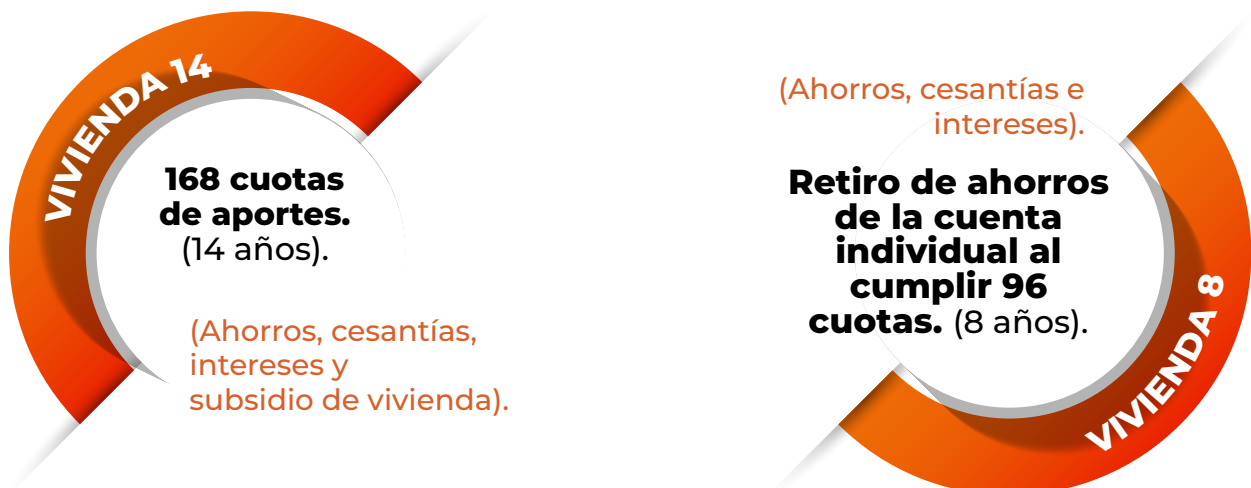 VIVIENDA 14
168 cuotas
de aportes.
(14 años).
(Ahorros, cesantías,
intereses y
subsidio de vivienda).
(Ahorros, cesantías e
intereses).
Retiro de ahorros
de la cuenta
individual al
cumplir 96
cuotas. (8 años).
VIVIENDA 8